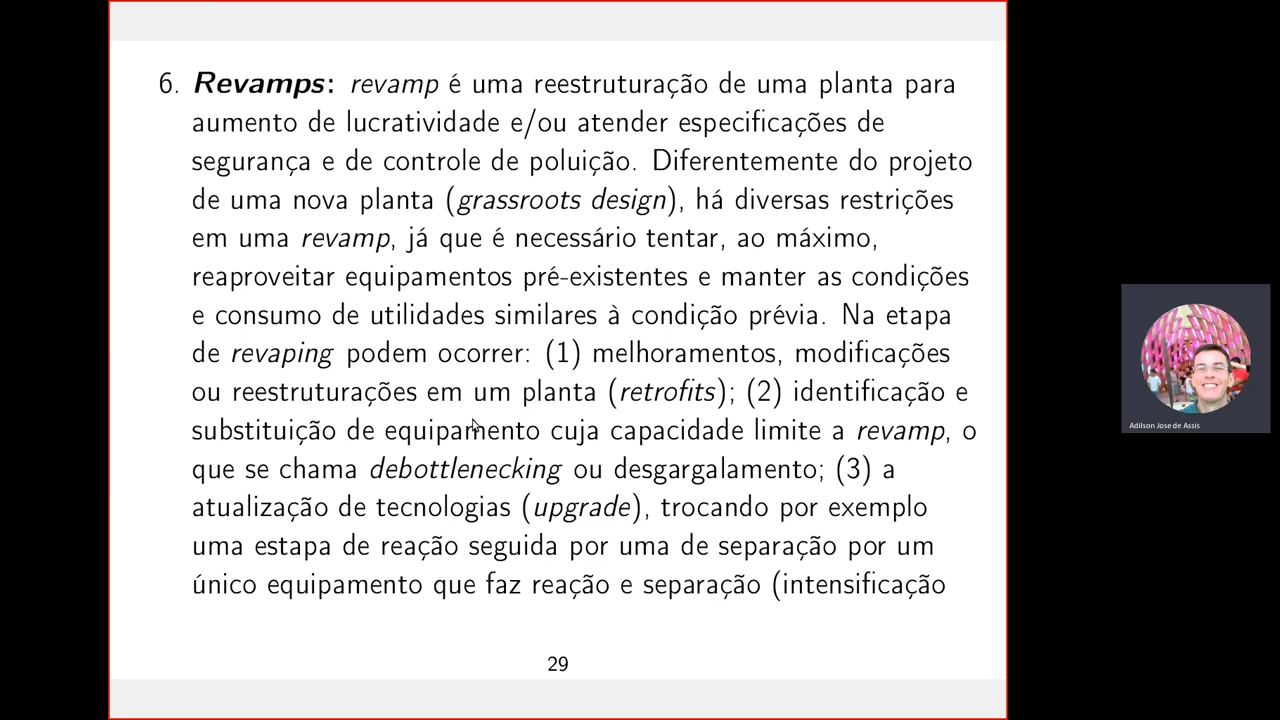 6. Revamps: revamp é uma reestruturação de uma planta para
aumento de lucratividade e/ou atender especificações de
segurança e de controle de poluição. Diferentemente do projeto
de uma nova planta (grassroots design), há diversas restrições
em uma revamp, já que é necessário tentar, ao máximo,
reaproveitar equipamentos pré-existentes e manter as condições
e consumo de utilidades similares à condição prévia. Na etapa
de revaping podem ocorrer: (1) melhoramentos, modificações
ou reestruturações em um planta (retrofits); (2) identificação e
substituição de equipamento cuja capacidade limite a revamp, o
que se chama debottlenecking ou desgargalamento; (3) a
atualização de tecnologias (upgrade), trocando por exemplo
uma estapa de reação seguida por uma de separação por um
único equipamento que faz reação e separação (intensificação
29
Adilson Jose de Assis